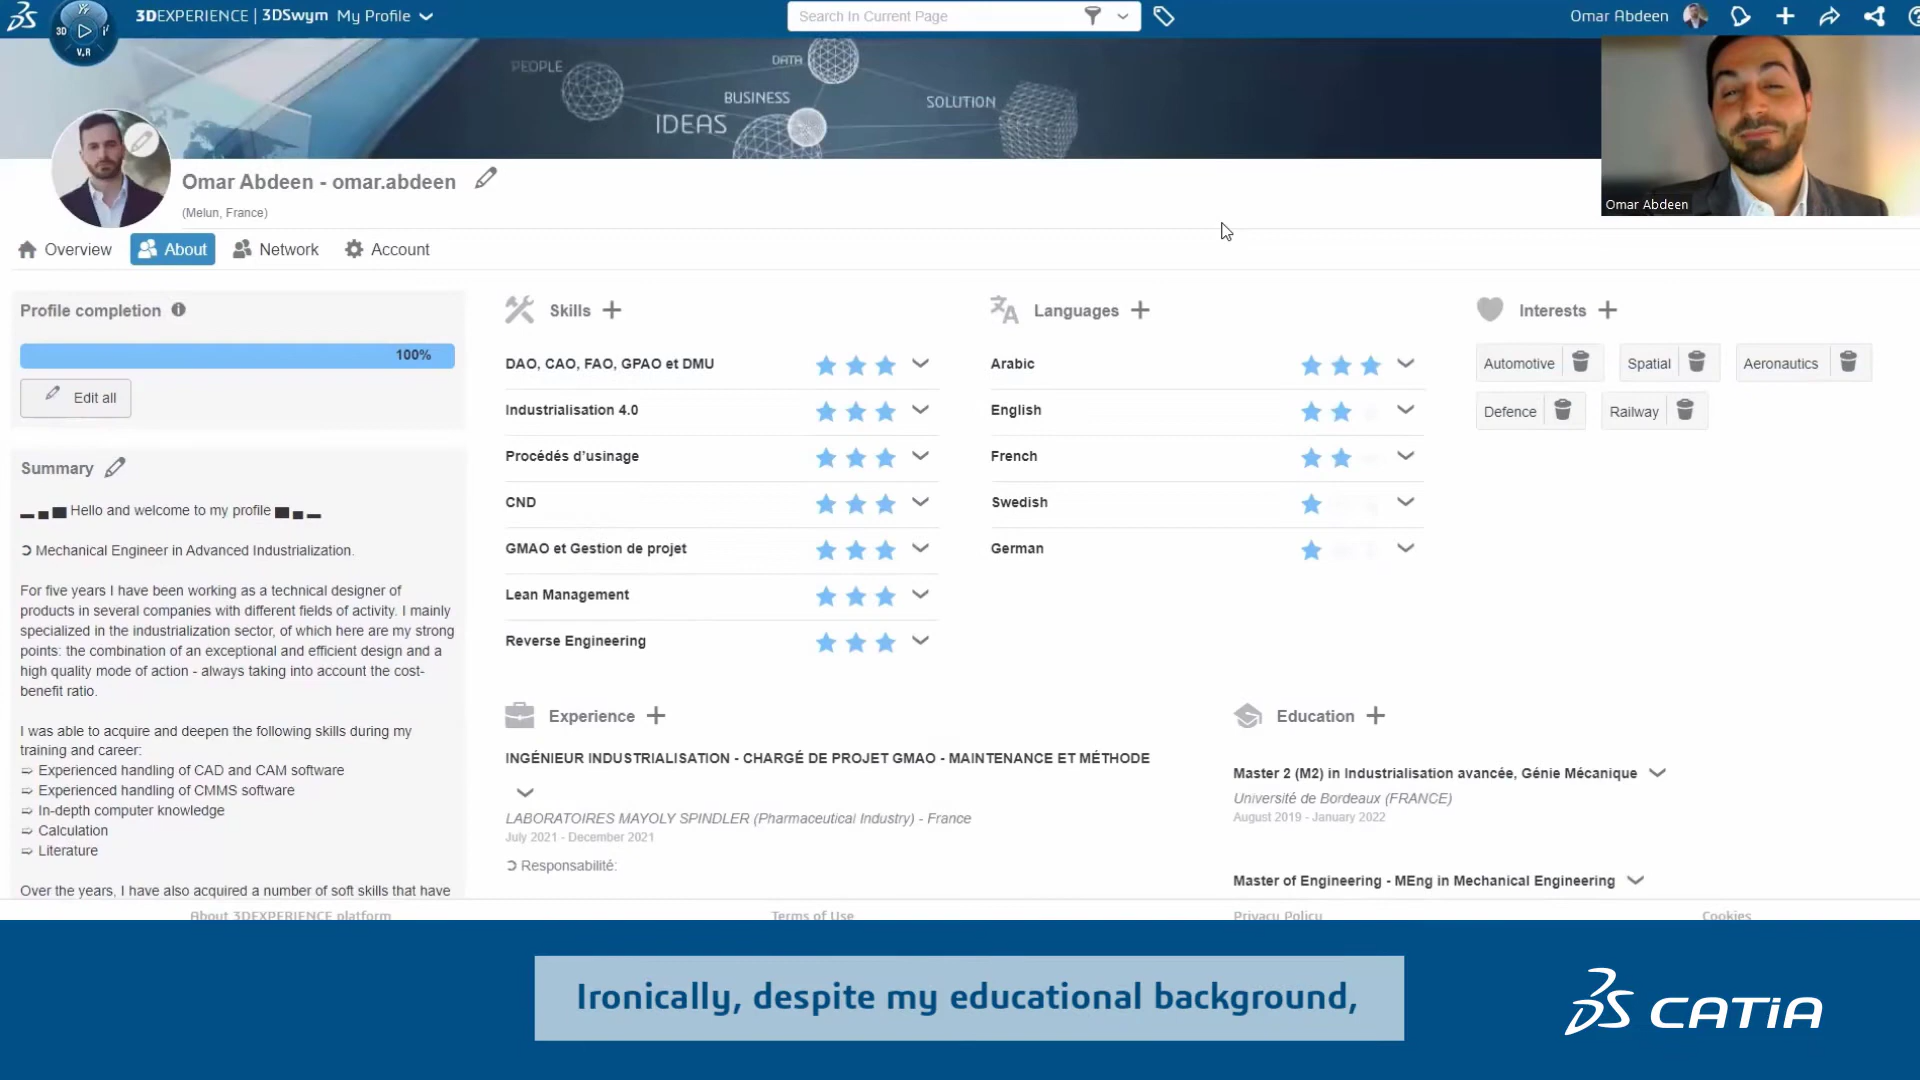 3DEXPERIENCE | 3DSwym My Profile
Search In Current Page
Omar Abdeen
3D
V.R
PEOPLE
DATA
BUSINESS
IDEAS
SOLUTION
Omar Abdeen
Omar Abdeen - omar.abdeen
(Melun, France)
Overview
About
Network
Account
Profile completion
100%
Edit all
Summary
Hello and welcome to my profile
➲ Mechanical Engineer in Advanced Industrialization.
For five years I have been working as a technical designer of
products in several companies with different fields of activity. I mainly
specialized in the industrialization sector, of which here are my strong
points: the combination of an exceptional and efficient design and a
high quality mode of action - always taking into account the cost-
benefit ratio.
I was able to acquire and deepen the following skills during my
training and career:
⇨ Experienced handling of CAD and CAM software
⇨ Experienced handling of CMMS software
⇨ In-depth computer knowledge
⇨ Calculation
⇨ Literature
Over the years, I have also acquired a number of soft skills that have
Skills
DAO, CAO, FAO, GPAO et DMU
Industrialisation 4.0
Procédés d'usinage
CND
GMAO et Gestion de projet
Lean Management
Reverse Engineering
Languages
Arabic
English
French
Swedish
German
Interests
Automotive
Spatial
Aeronautics
Defence
Railway
Experience
INGÉNIEUR INDUSTRIALISATION - CHARGÉ DE PROJET GMAO - MAINTENANCE ET MÉTHODE
LABORATOIRES MAYOLY SPINDLER (Pharmaceutical Industry) - France
July 2021 - December 2021
➲ Responsabilité:
Education
Master 2 (M2) in Industrialisation avancée, Génie Mécanique
Université de Bordeaux (FRANCE)
August 2019 - January 2022
Master of Engineering - MEng in Mechanical Engineering
About 3DEXPERIENCE platform
Terms of Use
Privacy Policy
Cookies
Ironically, despite my educational background,
CATIA